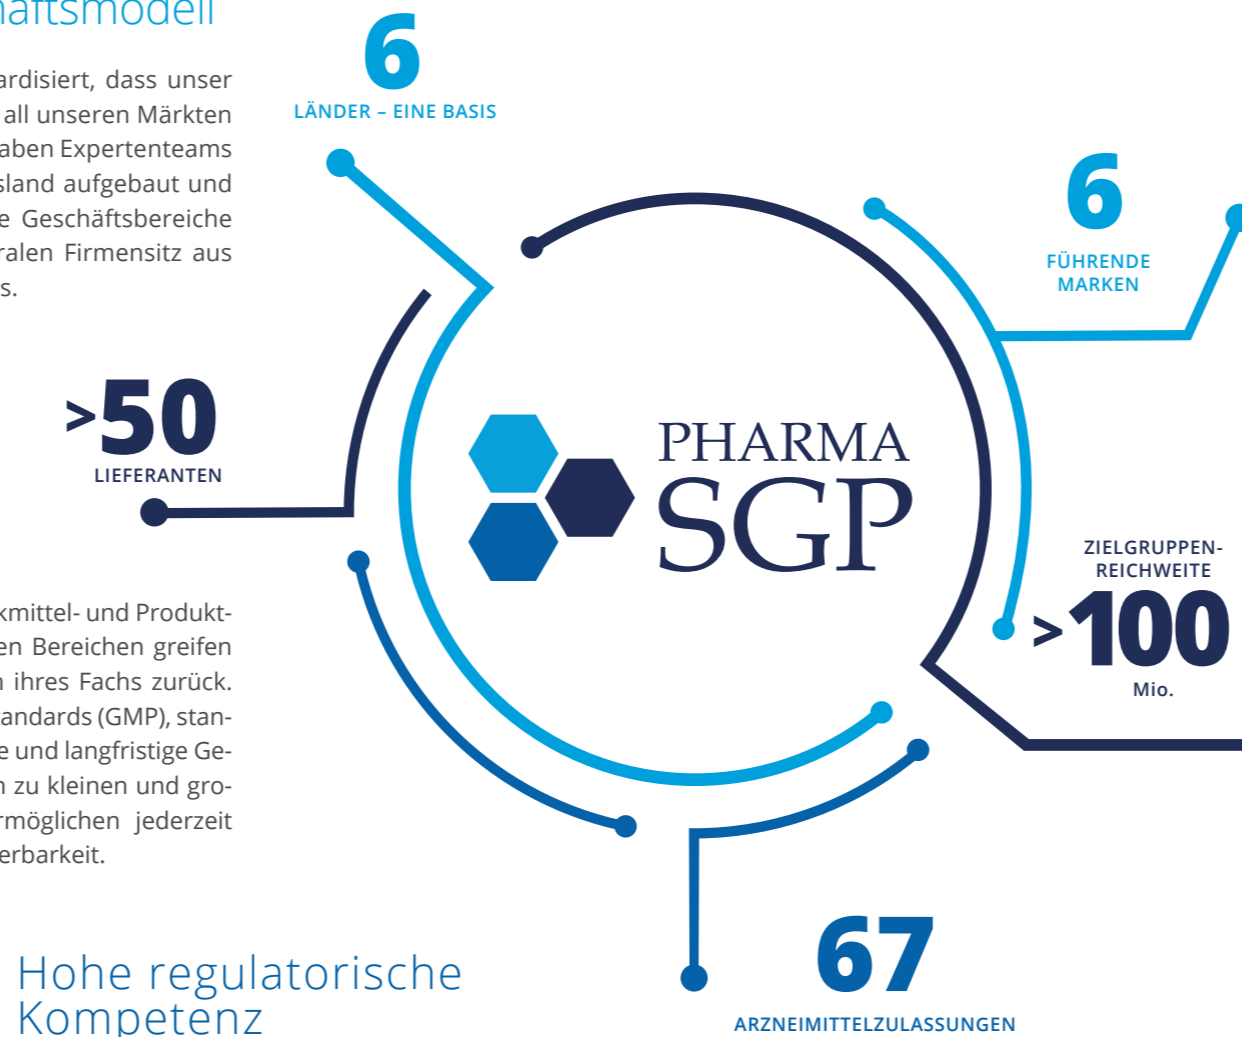 äftsmodell
6
LÄNDER – EINE BASIS
ardisiert, dass unser
all unseren Märkten
aben Expertenteams
sland aufgebaut und
e Geschäftsbereiche
ralen Firmensitz aus
s.
6
FÜHRENDE
MARKEN
>50
LIEFERANTEN
PHARMA
SGP
ZIELGRUPPEN-
REICHWEITE
>100
Mio.
kmittel- und Produkt-
en Bereichen greifen
n ihres Fachs zurück.
tandards (GMP), stan-
e und langfristige Ge-
n zu kleinen und gro-
rmöglichen jederzeit
erbarkeit.
67
ARZNEIMITTELZULASSUNGEN
Hohe regulatorische
Kompetenz